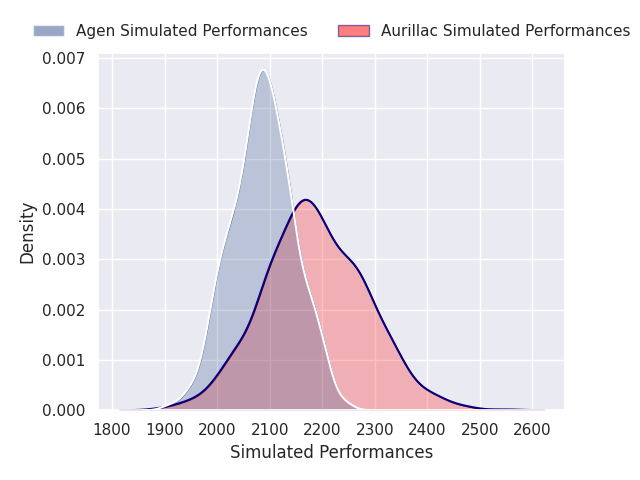 Agen Simulated Performances Aurillac Simulated Performances
0.007
0.006
0.005
0.004
0.003
0.002
0.001
0.000
Density
1800 1900 2000 2100 2200 2300 2400 2500 2600
Simulated Performances